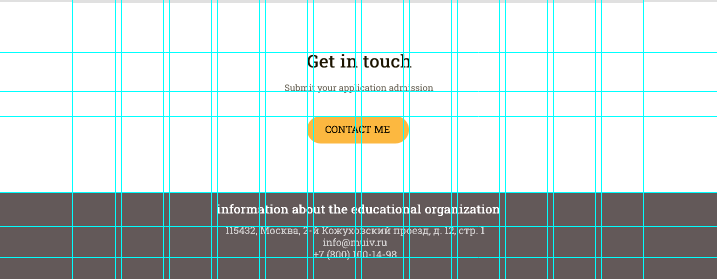 Get in touch
Submit your application admission
CONTACT ME
information about the educational organization
115432, Москва, 2-й Кожуховский проезд, д. 12, стр. 1
info@muiv.ru
+7 (800) 100-14-98